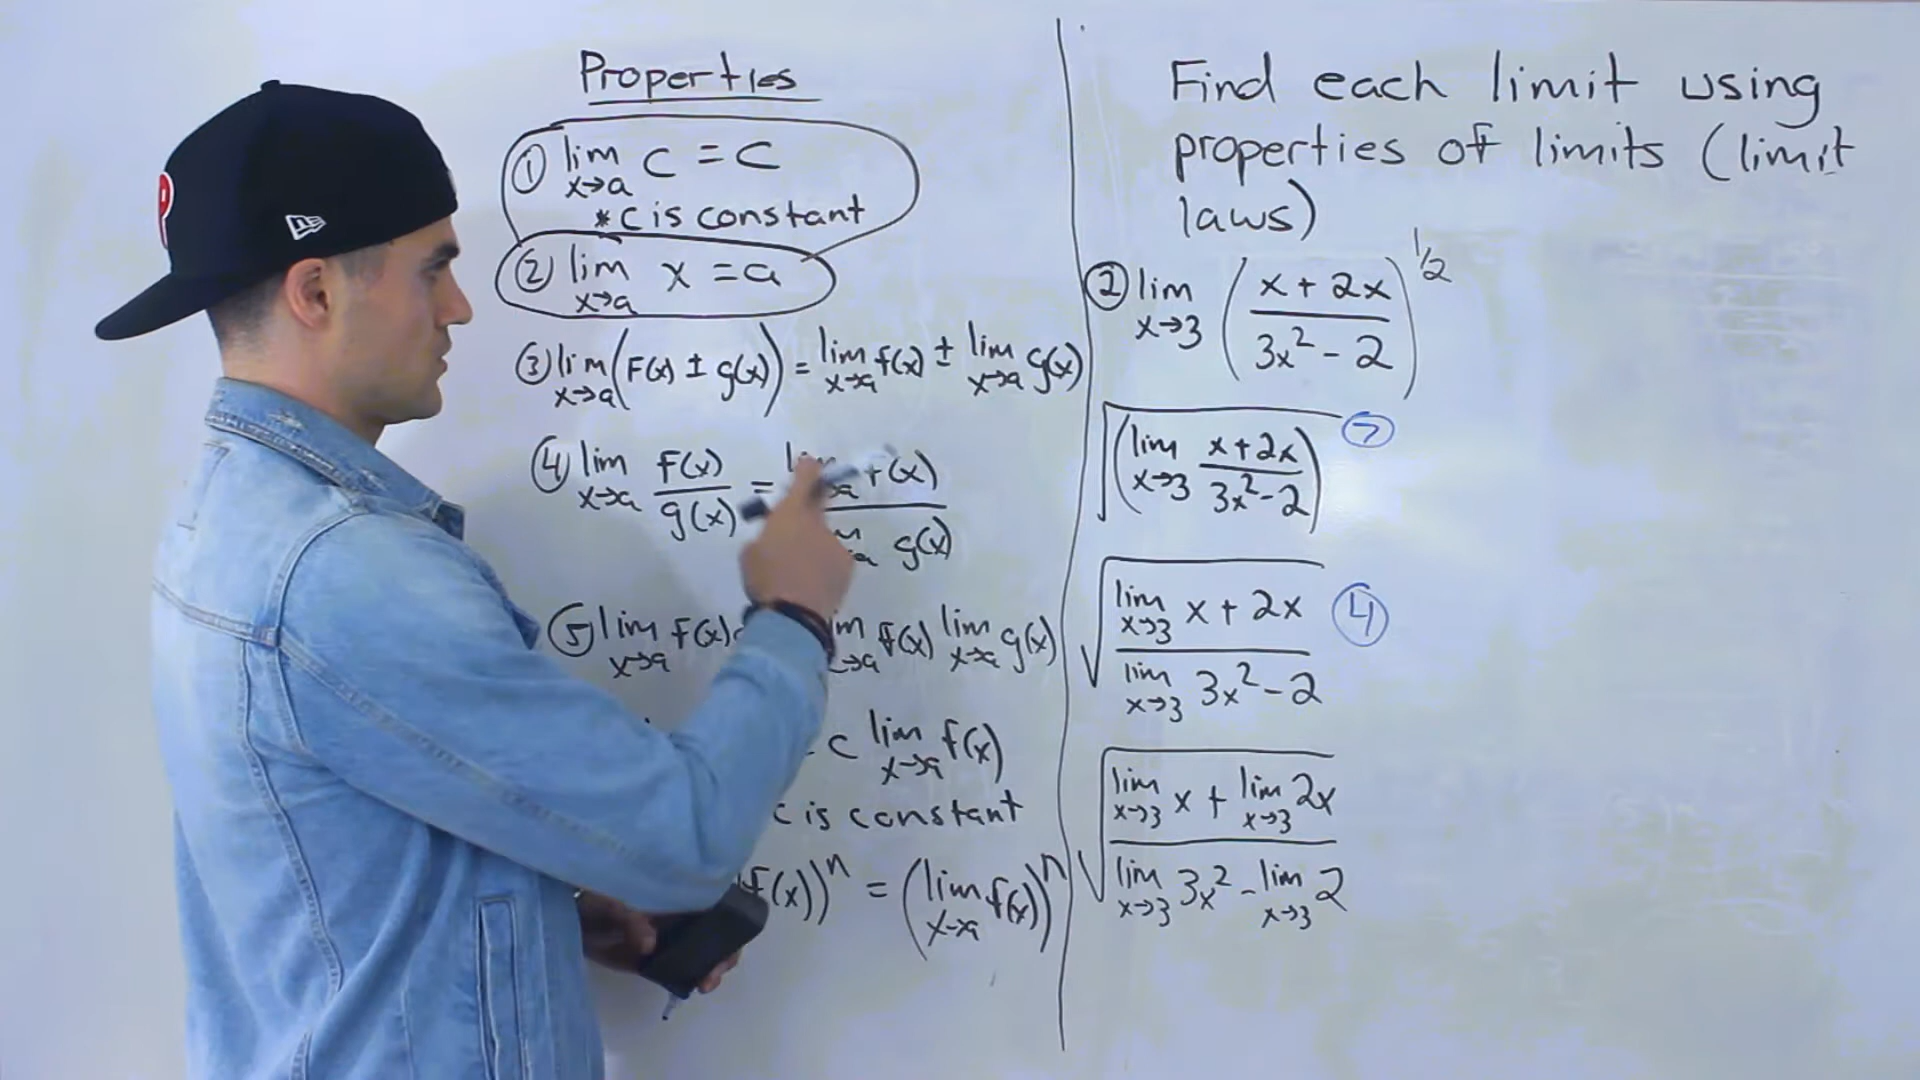 Properties
① lim x→a c = c
*c is constant
② lim x→a x = a
③ lim x→a (f(x) ± g(x)) = lim x→a f(x) ± lim x→a g(x)
④ lim x→a f(x)/g(x) = f(x)/g(x)
⑤ lim x→a f(x) f(x) lim x→a g(x)
c lim x→a f(x)
c is constant
f(x))ⁿ = (lim x→a f(x))ⁿ
Find each limit using
properties of limits (limit
laws)
② lim x→3 ((x + 2x)/(3x² - 2))^1/2
√(lim x→3 (x + 2x)/(3x² - 2)) ⑦
√((lim x→3 x + 2x)/(lim x→3 3x² - 2)) ④
√((lim x→3 x + lim x→3 2x)/(lim x→3 3x² - lim x→3 2))